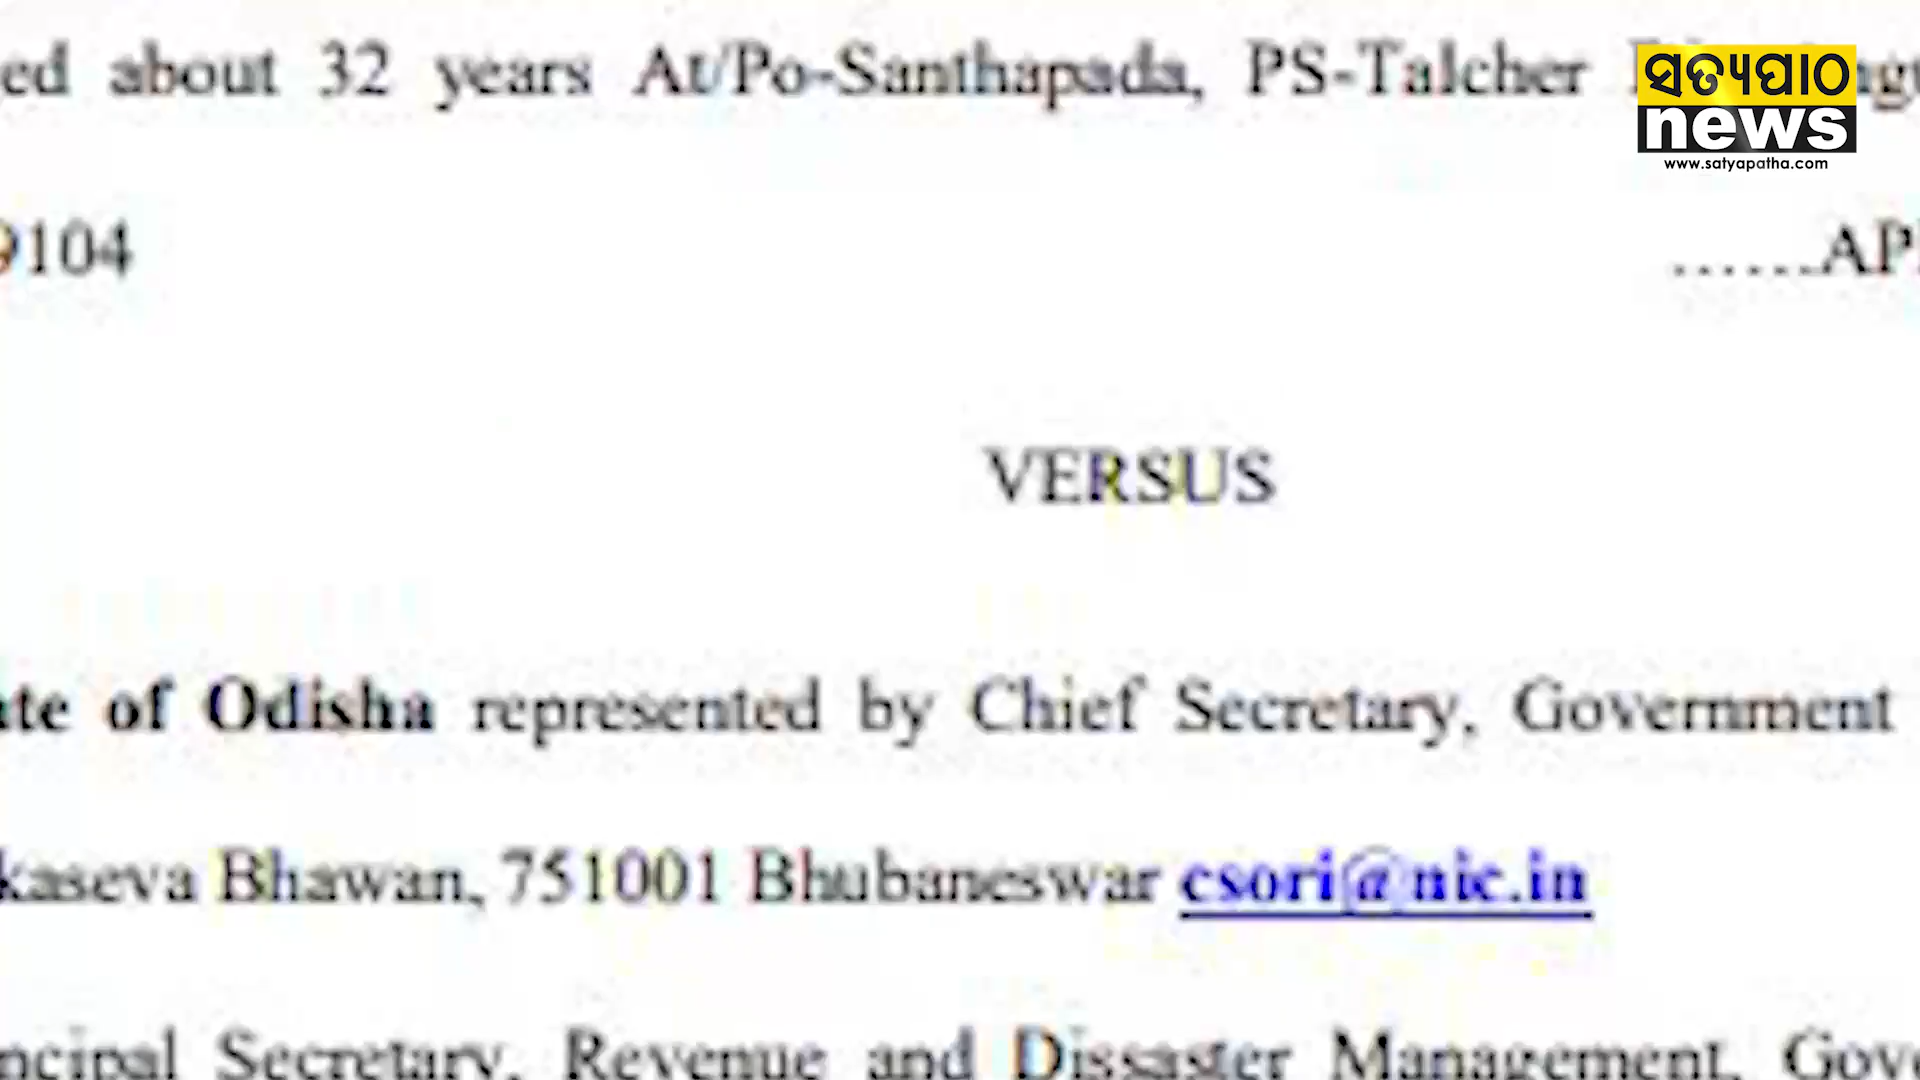 ed about 32 years At/Po-Santhapada, PS-Talcher
ସତ୍ୟପାଠ
news
www.satyapatha.com
9104 ......AP
VERSUS
ate of Odisha represented by Chief Secretary, Government
kaseva Bhawan, 751001 Bhubaneswar csori@nic.in
ncipal Secretary, Revenue and Dissaster Management, Gove